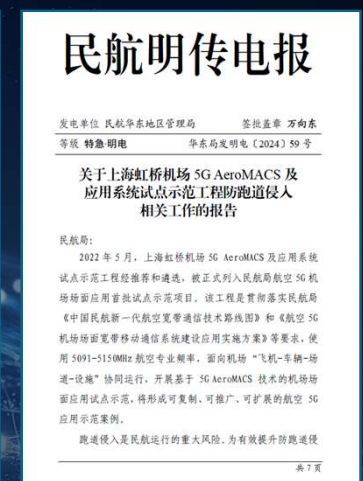 民航明传电报
发电单位 民航华东地区管理局 签批盖章 万向东
等级 特急·明电 华东局发明电〔2024〕59 号
关于上海虹桥机场 5G AeroMACS 及
应用系统试点示范工程防跑道侵入
相关工作的报告
民航局:
2022 年 5 月，上海虹桥机场 5G AeroMACS 及应用系统
试点示范工程经推荐和遴选，被正式列入民航局航空 5G 机
场场面应用首批试点示范项目。该工程是贯彻落实民航局
《中国民航新一代航空宽带通信技术路线图》和《航空 5G
机场场面宽带移动通信系统建设应用实施方案》等要求，使
用 5091-5150MHz 航空专业频率，面向机场“飞机-车辆-场
道-设施”协同运行，开展基于 5G AeroMACS 技术的机场场
面应用试点示范，将形成可复制、可推广、可扩展的航空 5G
应用示范案例。
跑道侵入是民航运行的重大风险。为有效提升防跑道侵
共 7 页